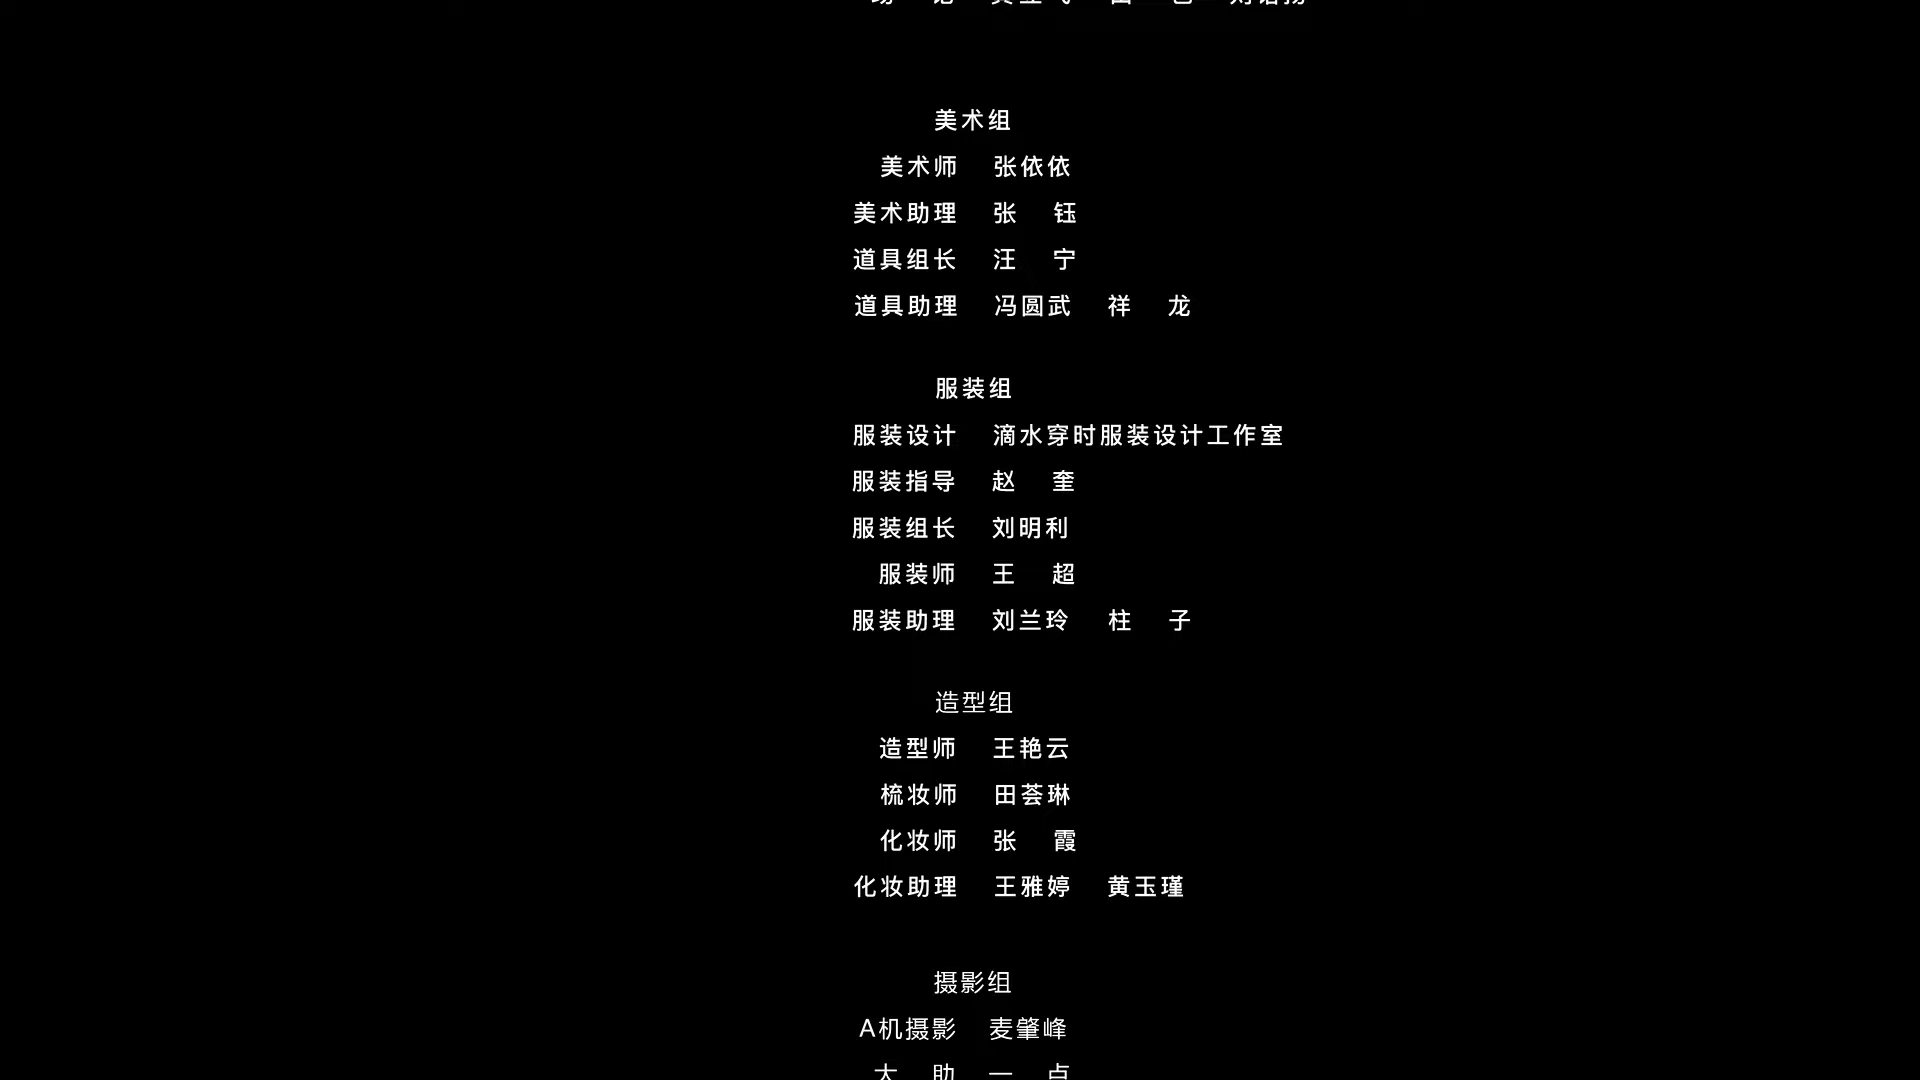 美术组
美术师 张依依
美术助理 张 钰
道具组长 汪 宁
道具助理 冯圆武 祥 龙
服装组
服装设计 滴水穿时服装设计工作室
服装指导 赵 奎
服装组长 刘明利
服装师 王 超
服装助理 刘兰玲 柱 子
造型组
造型师 王艳云
梳妆师 田荟琳
化妆师 张 霞
化妆助理 王雅婷 黄玉瑾
摄影组
A机摄影 麦肇峰
大 助 一 点